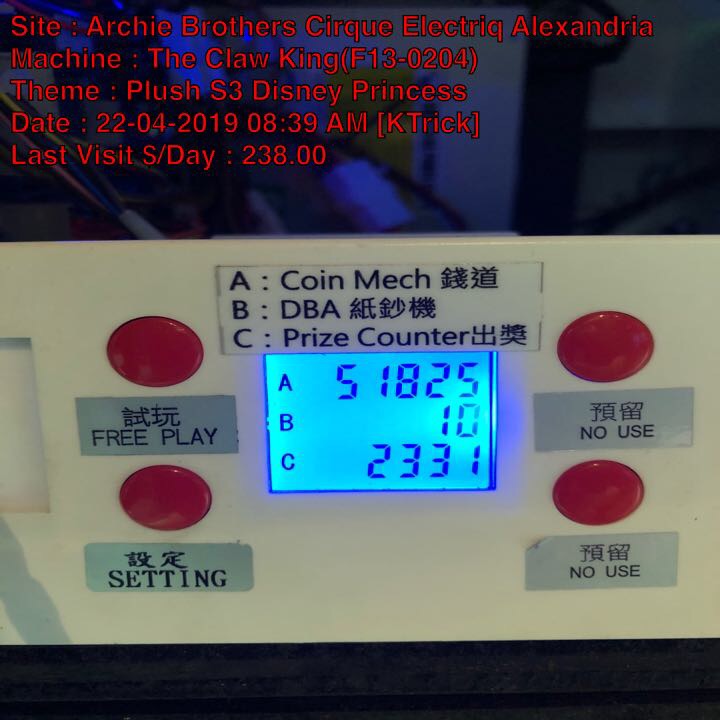 Site : Archie Brothers Cirque Electriq Alexandria
Machine : The Claw King(F13-0204)
Theme : Plush S3 Disney Princess
Date : 22-04-2019 08:39 AM [KTrick]
Last Visit $/Day : 238.00
A : Coin Mech 錢道
B : DBA 紙鈔機
C : Prize Counter出獎
A 51825
B 10
C 2331
試玩
FREE PLAY
預留
NO USE
設定
SETTING
預留
NO USE